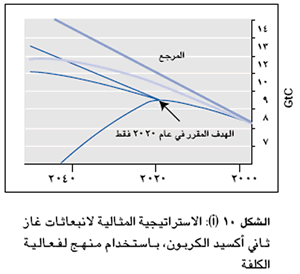 ١٤
١٣
١٢
١٠
٩
٨
٧
GtC
المرجع
الهدف المقرر في عام ٢٠٢٠ فقط
٢٠٠٠
٢٠٢٠
٢٠٤٠
الشكل ١٠ (أ): الاستراتيجية المثالية لانبعاثات غاز
ثاني أكسيد الكربون، باستخدام منهج لفعالية
الكلفة